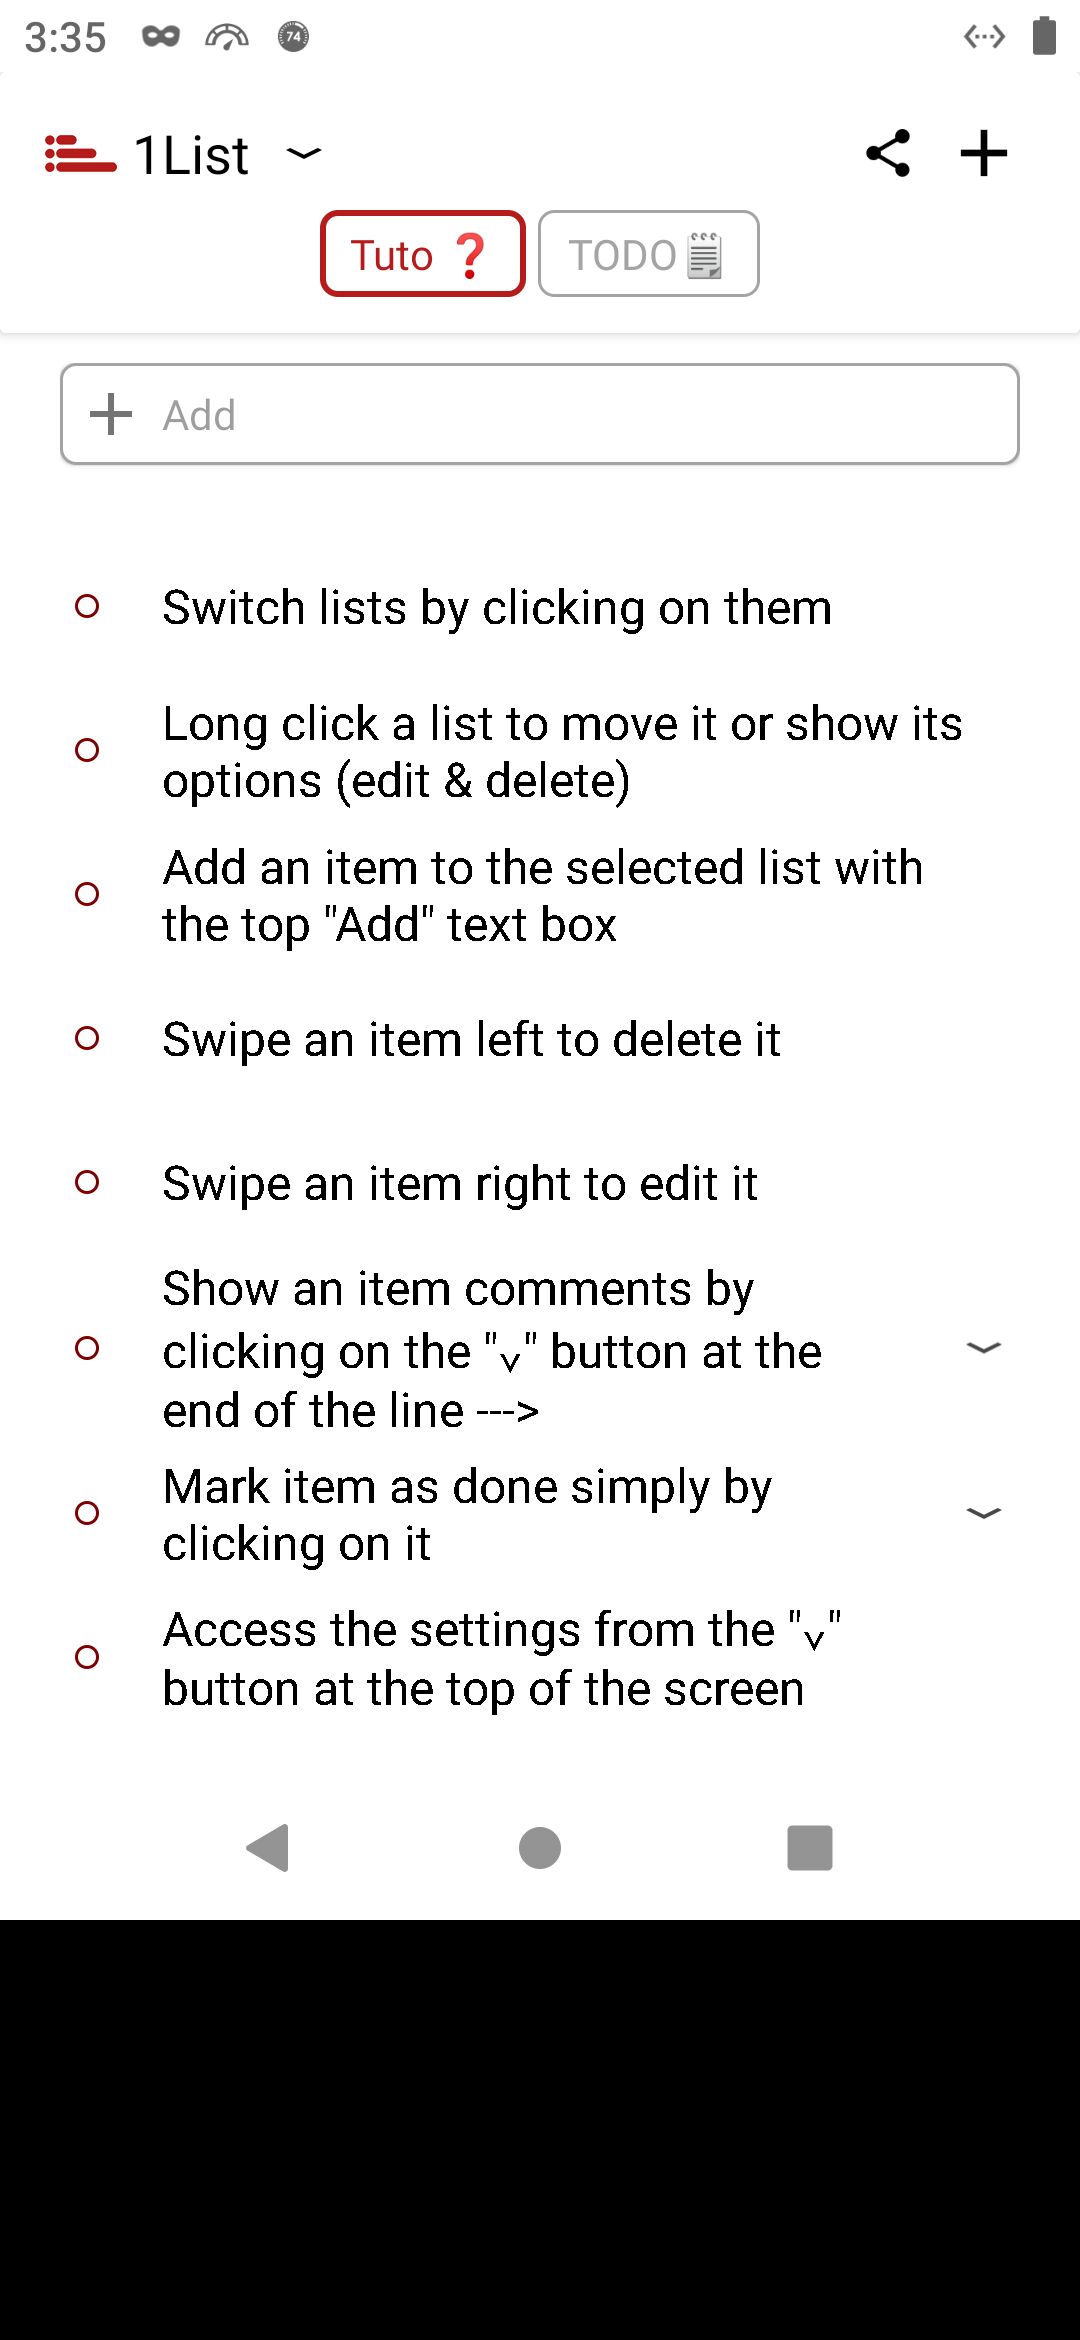 3:35
74
1List
Tuto ❓
TODO
Add
Switch lists by clicking on them
Long click a list to move it or show its
options (edit & delete)
Add an item to the selected list with
the top "Add" text box
Swipe an item left to delete it
Swipe an item right to edit it
Show an item comments by
clicking on the "˅" button at the
end of the line --->
Mark item as done simply by
clicking on it
Access the settings from the "˅"
button at the top of the screen